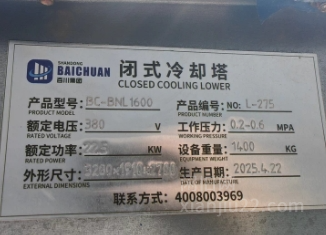 SHANDONG
BAICHUAN
百川集团
闭式冷却塔
CLOSED COOLING LOWER
产品型号: BC-BNL1600
PRODUCT MODEL
产品编号: NO: L-275
PRODUCT NUMBER
额定电压: 380 V
RATED VOLTAGE
工作压力: 0.2-0.6 MPA
WORKING PRESSURE
额定功率: KW
RATED POWER
设备重量: 1400 KG
EQUIPMENT WEIGHT
外形尺寸:
EXTERNAL DIMENSIONS
生产日期: 2025.4.22
DATE OF MANUFACTURE
联系方式: 4008003969